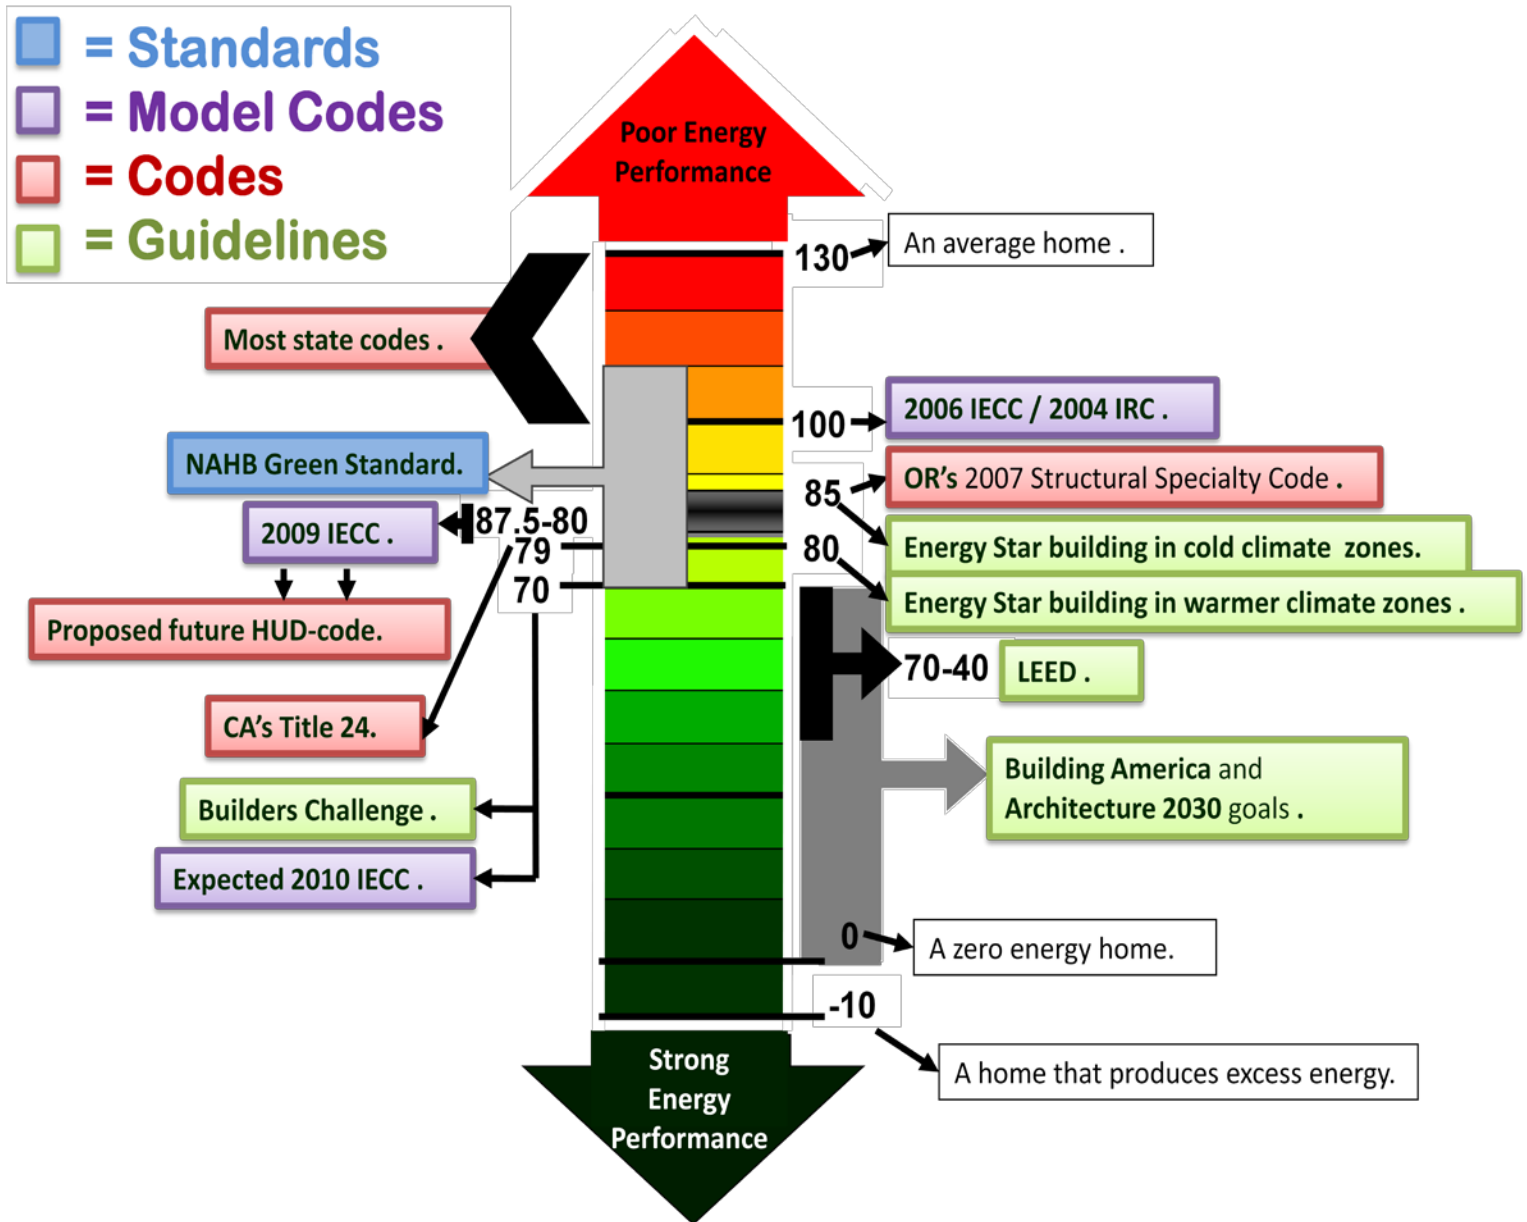 = Standards
= Model Codes
= Codes
= Guidelines
Poor Energy
Performance
130
An average home .
Most state codes .
100
2006 IECC / 2004 IRC .
NAHB Green Standard.
85
OR's 2007 Structural Specialty Code .
2009 IECC .
87.5-80
79
70
80
Energy Star building in cold climate zones.
Energy Star building in warmer climate zones .
Proposed future HUD-code.
70-40
LEED .
CA's Title 24.
Building America and
Architecture 2030 goals .
Builders Challenge .
Expected 2010 IECC .
0
A zero energy home.
-10
A home that produces excess energy.
Strong
Energy
Performance